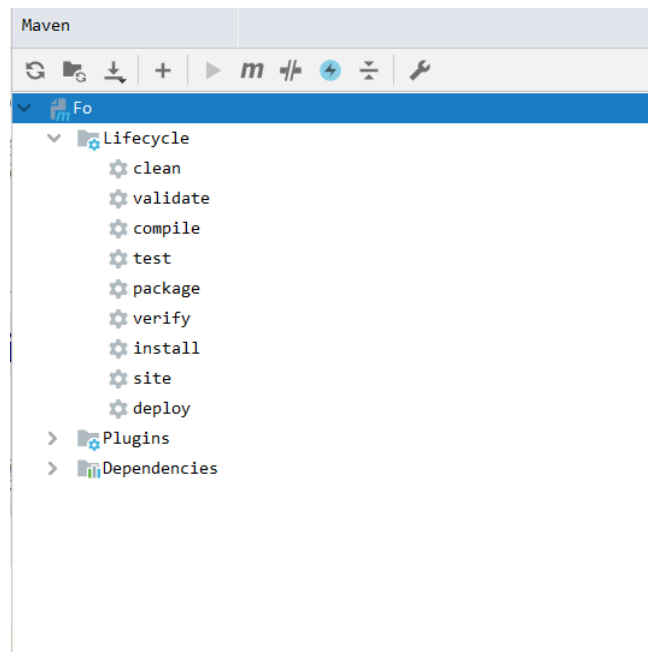 Maven
m
Fo
Lifecycle
clean
validate
compile
test
package
verify
install
site
deploy
Plugins
Dependencies